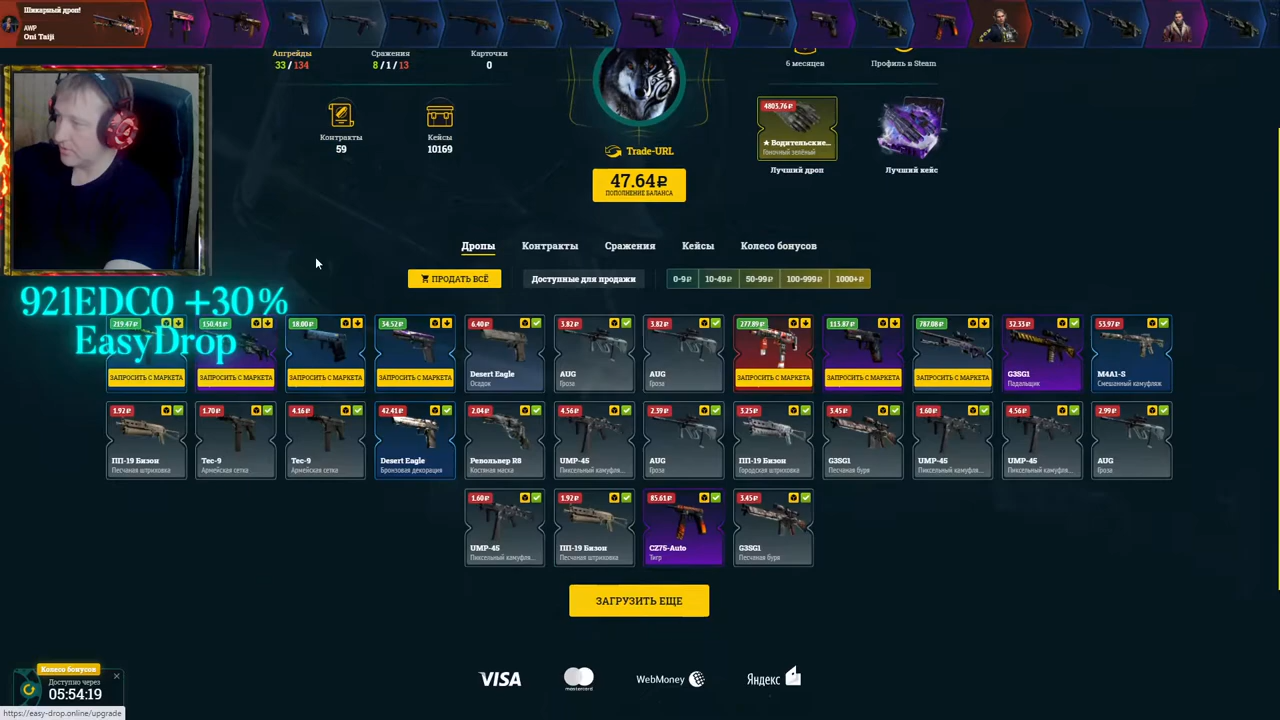 Шикарный дроп!
AWP
Oni Taiji
Апгрейды
33 / 134
Сражения
8 / 1 / 13
Карточки
0
6 месяцев
Профиль в Steam
Контракты
59
Кейсы
10169
Trade-URL
47.64₽
ПОПОЛНЕНИЕ БАЛАНСА
4803.76 ₽
★ Водительские...
Гоночный зелёный
Лучший дроп
Лучший кейс
Дропы
Контракты
Сражения
Кейсы
Колесо бонусов
ПРОДАТЬ ВСЁ
Доступные для продажи
0-9₽
10-49₽
50-99₽
100-999₽
1000+₽
921EDC0 +30%
EasyDrop
219.47₽
ЗАПРОСИТЬ С МАРКЕТА
150.41₽
ЗАПРОСИТЬ С МАРКЕТА
18.00₽
ЗАПРОСИТЬ С МАРКЕТА
34.52₽
ЗАПРОСИТЬ С МАРКЕТА
6.40₽
Desert Eagle
Осадок
3.82₽
AUG
Гроза
3.82₽
AUG
Гроза
277.89₽
ЗАПРОСИТЬ С МАРКЕТА
113.87₽
ЗАПРОСИТЬ С МАРКЕТА
787.08₽
ЗАПРОСИТЬ С МАРКЕТА
32.33₽
G3SG1
Падальщик
53.97₽
M4A1-S
Смешанный камуфляж
1.92₽
ПП-19 Бизон
Песчаная штриховка
1.70₽
Tec-9
Армейская сетка
4.16₽
Tec-9
Армейская сетка
42.41₽
Desert Eagle
Бронзовая декорация
2.04₽
Револьвер R8
Костяная маска
4.56₽
UMP-45
Пиксельный камуфля...
2.39₽
AUG
Гроза
3.25₽
ПП-19 Бизон
Городская штриховка
3.45₽
G3SG1
Песчаная буря
1.60₽
UMP-45
Пиксельный камуфля...
4.56₽
UMP-45
Пиксельный камуфля...
2.99₽
AUG
Гроза
1.60₽
UMP-45
Пиксельный камуфля...
1.92₽
ПП-19 Бизон
Песчаная штриховка
85.61₽
CZ75-Auto
Тигр
3.45₽
G3SG1
Песчаная буря
ЗАГРУЗИТЬ ЕЩЕ
VISA
mastercard
WebMoney
Яндекс
Колесо бонусов
Доступно через
05:54:19
https://easy-drop.online/upgrade